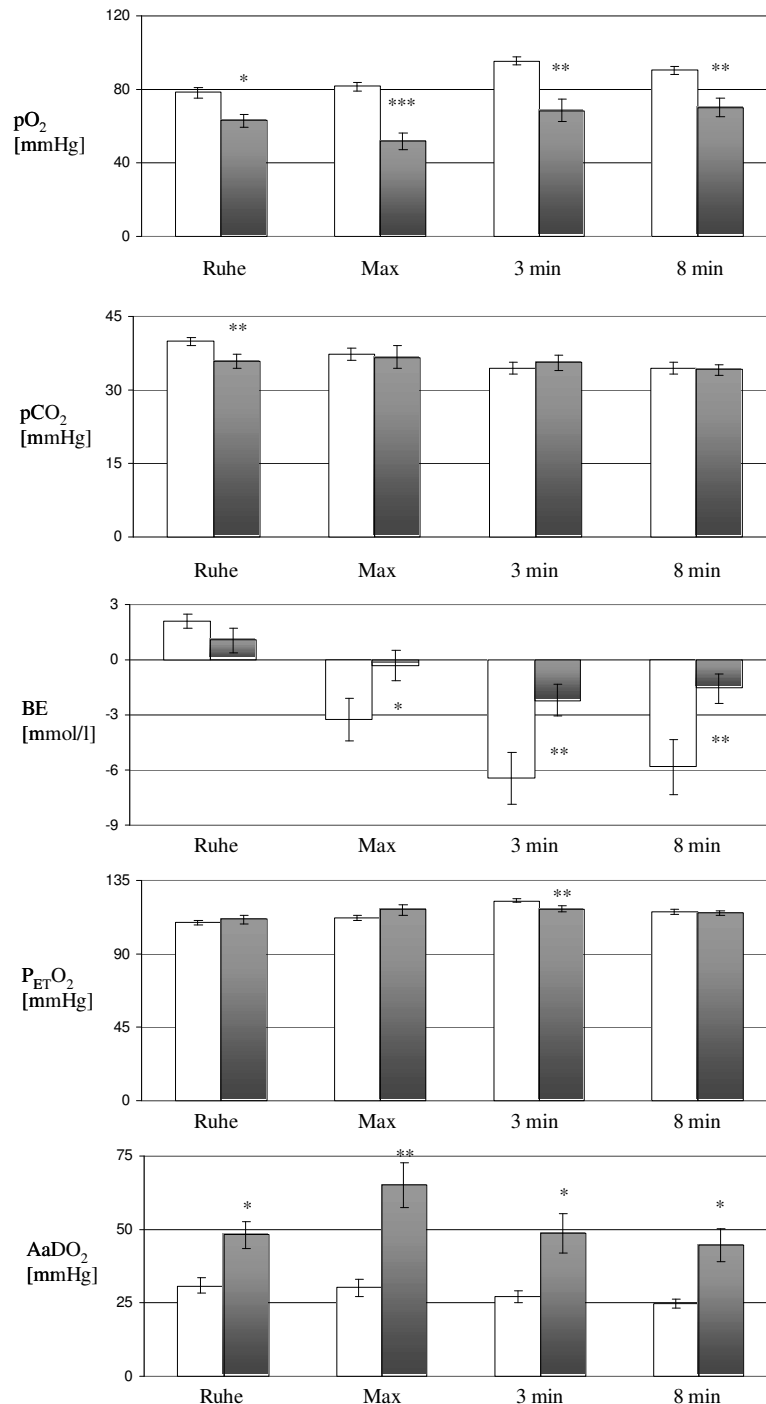 120
*
**
**
80
***
pO₂
[mmHg]
40
0
Ruhe Max 3 min 8 min
45
**
30
pCO₂
[mmHg]
15
0
Ruhe Max 3 min 8 min
3
0
BE
[mmol/l]
-3
*
**
**
-6
-9
Ruhe Max 3 min 8 min
135
**
90
P_ETO₂
[mmHg]
45
0
Ruhe Max 3 min 8 min
75
**
*
*
*
50
AaDO₂
[mmHg]
25
0
Ruhe Max 3 min 8 min